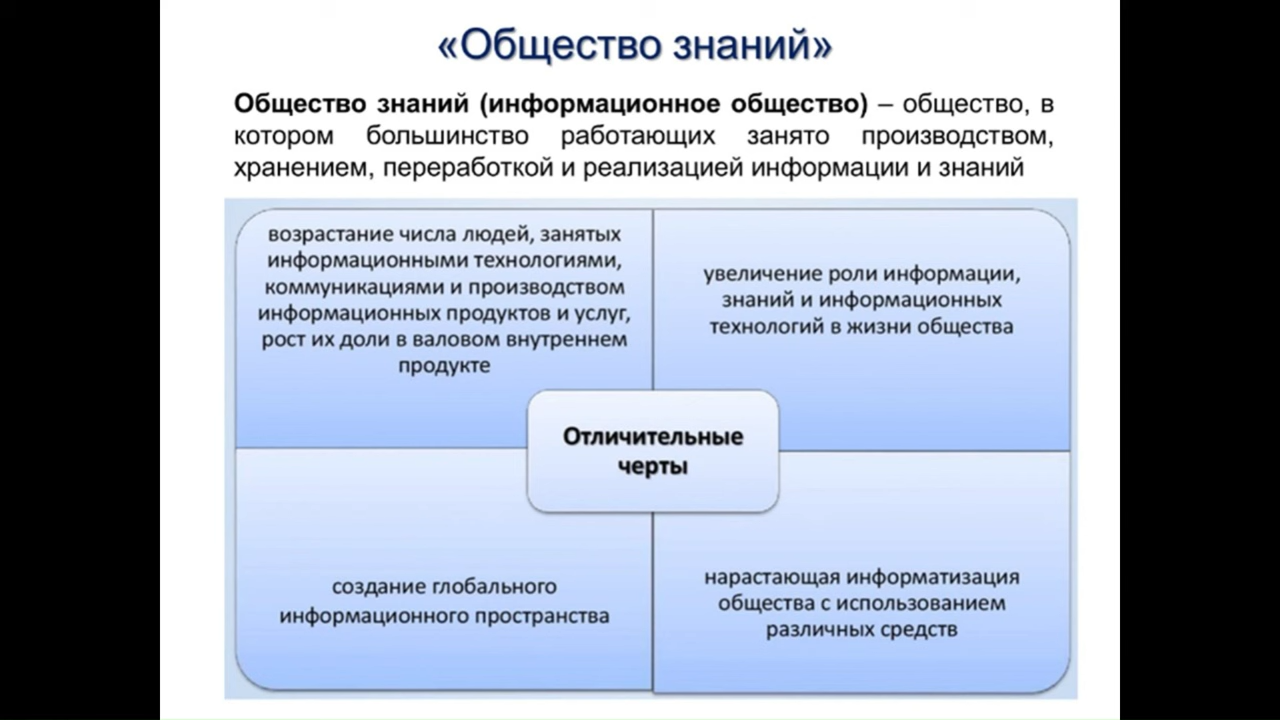 «Общество знаний»
Общество знаний (информационное общество) – общество, в
котором большинство работающих занято производством,
хранением, переработкой и реализацией информации и знаний
возрастание числа людей, занятых
информационными технологиями,
коммуникациями и производством
информационных продуктов и услуг,
рост их доли в валовом внутреннем
продукте
увеличение роли информации,
знаний и информационных
технологий в жизни общества
Отличительные
черты
создание глобального
информационного пространства
нарастающая информатизация
общества с использованием
различных средств